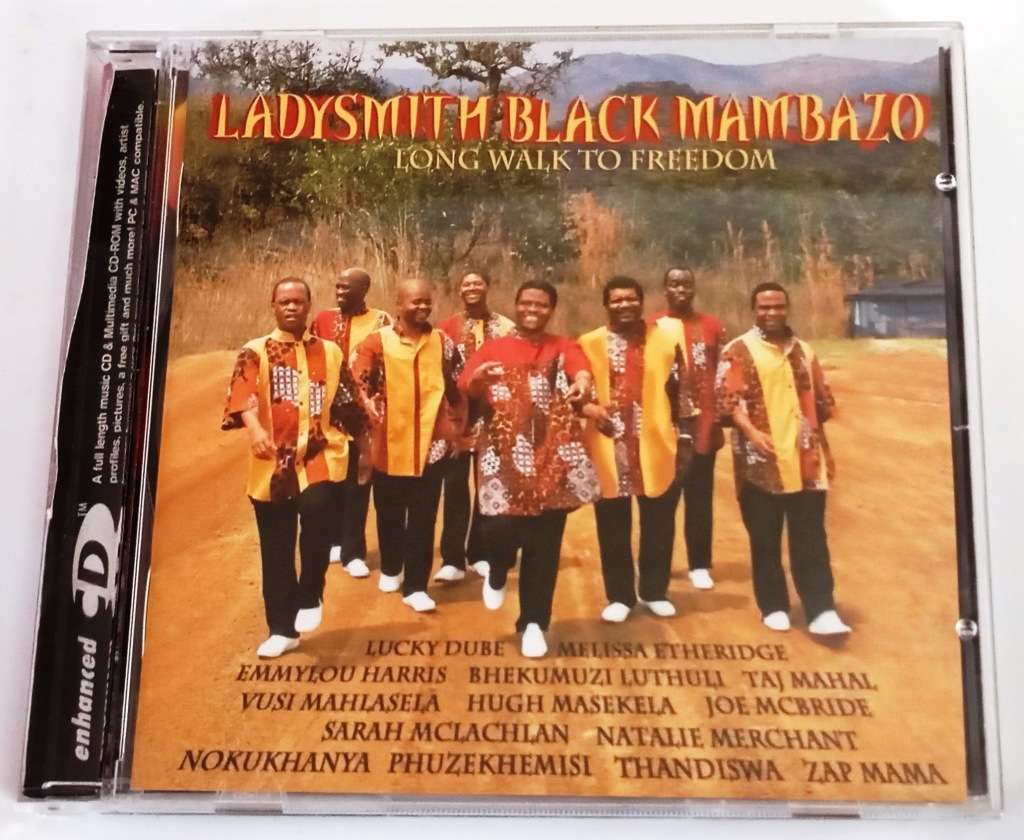 LADYSMITH BLACK MAMBAZO
LONG WALK TO FREEDOM
LUCKY DUBE MELISSA ETHERIDGE
EMMYLOU HARRIS BHEKUMUZI LUTHULI TAJ MAHAL
VUSI MAHLASELA HUGH MASEKELA JOE MCBRIDE
SARAH MCLACHLAN NATALIE MERCHANT
NOKUKHANYA PHUZEKHEMISI THANDISWA ZAP MAMA
enhanced CD™
A full length music CD & Multimedia CD-ROM with videos, artist
profiles, pictures, a free gift and much more! PC & MAC compatible.